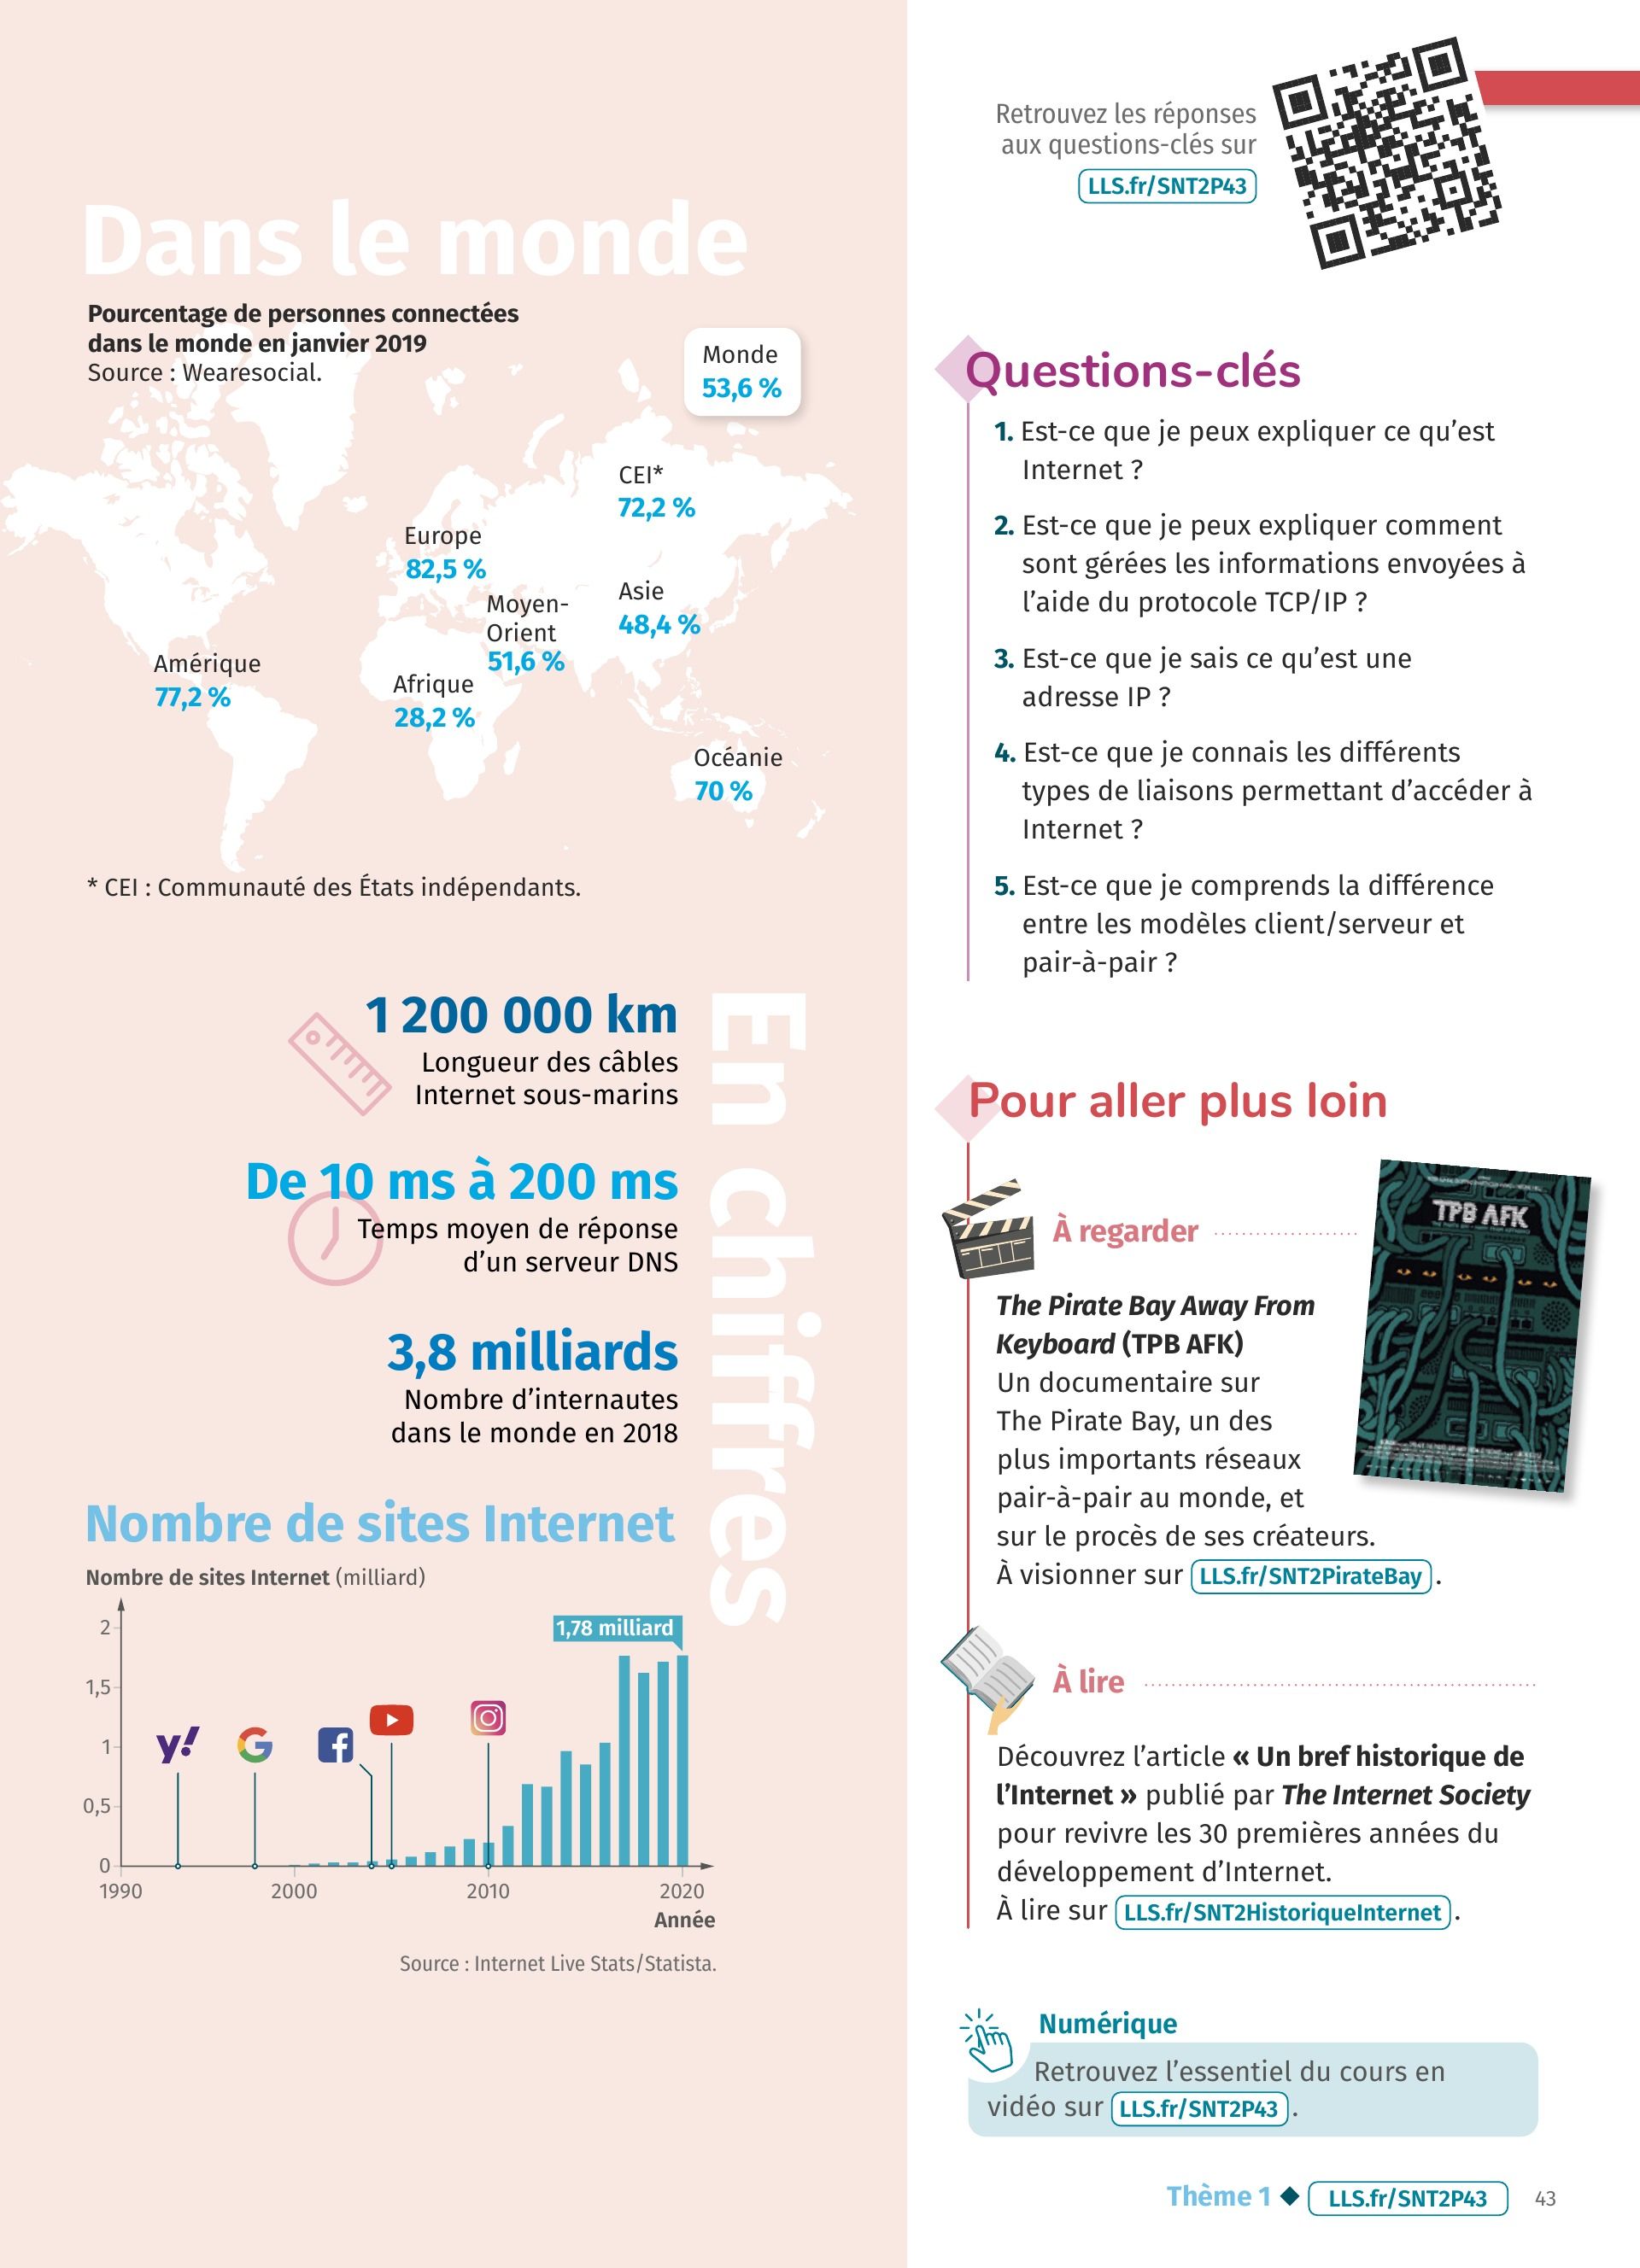 Retrouvez les réponses
aux questions-clés sur
LLS.fr/SNT2P43
Dans le monde
Pourcentage de personnes connectées
dans le monde en janvier 2019
Source : Wearesocial.
Monde
53,6 %
CEI*
72,2 %
Europe
82,5 %
Moyen-
Orient
51,6 %
Asie
48,4 %
Amérique
77,2 %
Afrique
28,2 %
Océanie
70 %
* CEI : Communauté des États indépendants.
En chiffres
1 200 000 km
Longueur des câbles
Internet sous-marins
De 10 ms à 200 ms
Temps moyen de réponse
d’un serveur DNS
3,8 milliards
Nombre d’internautes
dans le monde en 2018
Nombre de sites Internet
Nombre de sites Internet (milliard)
2
1,5
1
0,5
0
1,78 milliard
y!
1990
2000
2010
2020
Année
Source : Internet Live Stats/Statista.
Questions-clés
1. Est-ce que je peux expliquer ce qu’est
Internet ?
2. Est-ce que je peux expliquer comment
sont gérées les informations envoyées à
l’aide du protocole TCP/IP ?
3. Est-ce que je sais ce qu’est une
adresse IP ?
4. Est-ce que je connais les différents
types de liaisons permettant d’accéder à
Internet ?
5. Est-ce que je comprends la différence
entre les modèles client/serveur et
pair-à-pair ?
Pour aller plus loin
À regarder
TPB AFK
The Pirate Bay Away From
Keyboard (TPB AFK)
Un documentaire sur
The Pirate Bay, un des
plus importants réseaux
pair-à-pair au monde, et
sur le procès de ses créateurs.
À visionner sur LLS.fr/SNT2PirateBay .
À lire
Découvrez l’article « Un bref historique de
l’Internet » publié par The Internet Society
pour revivre les 30 premières années du
développement d’Internet.
À lire sur LLS.fr/SNT2HistoriqueInternet .
Numérique
Retrouvez l’essentiel du cours en
vidéo sur LLS.fr/SNT2P43 .
Thème 1 ◆ LLS.fr/SNT2P43 43